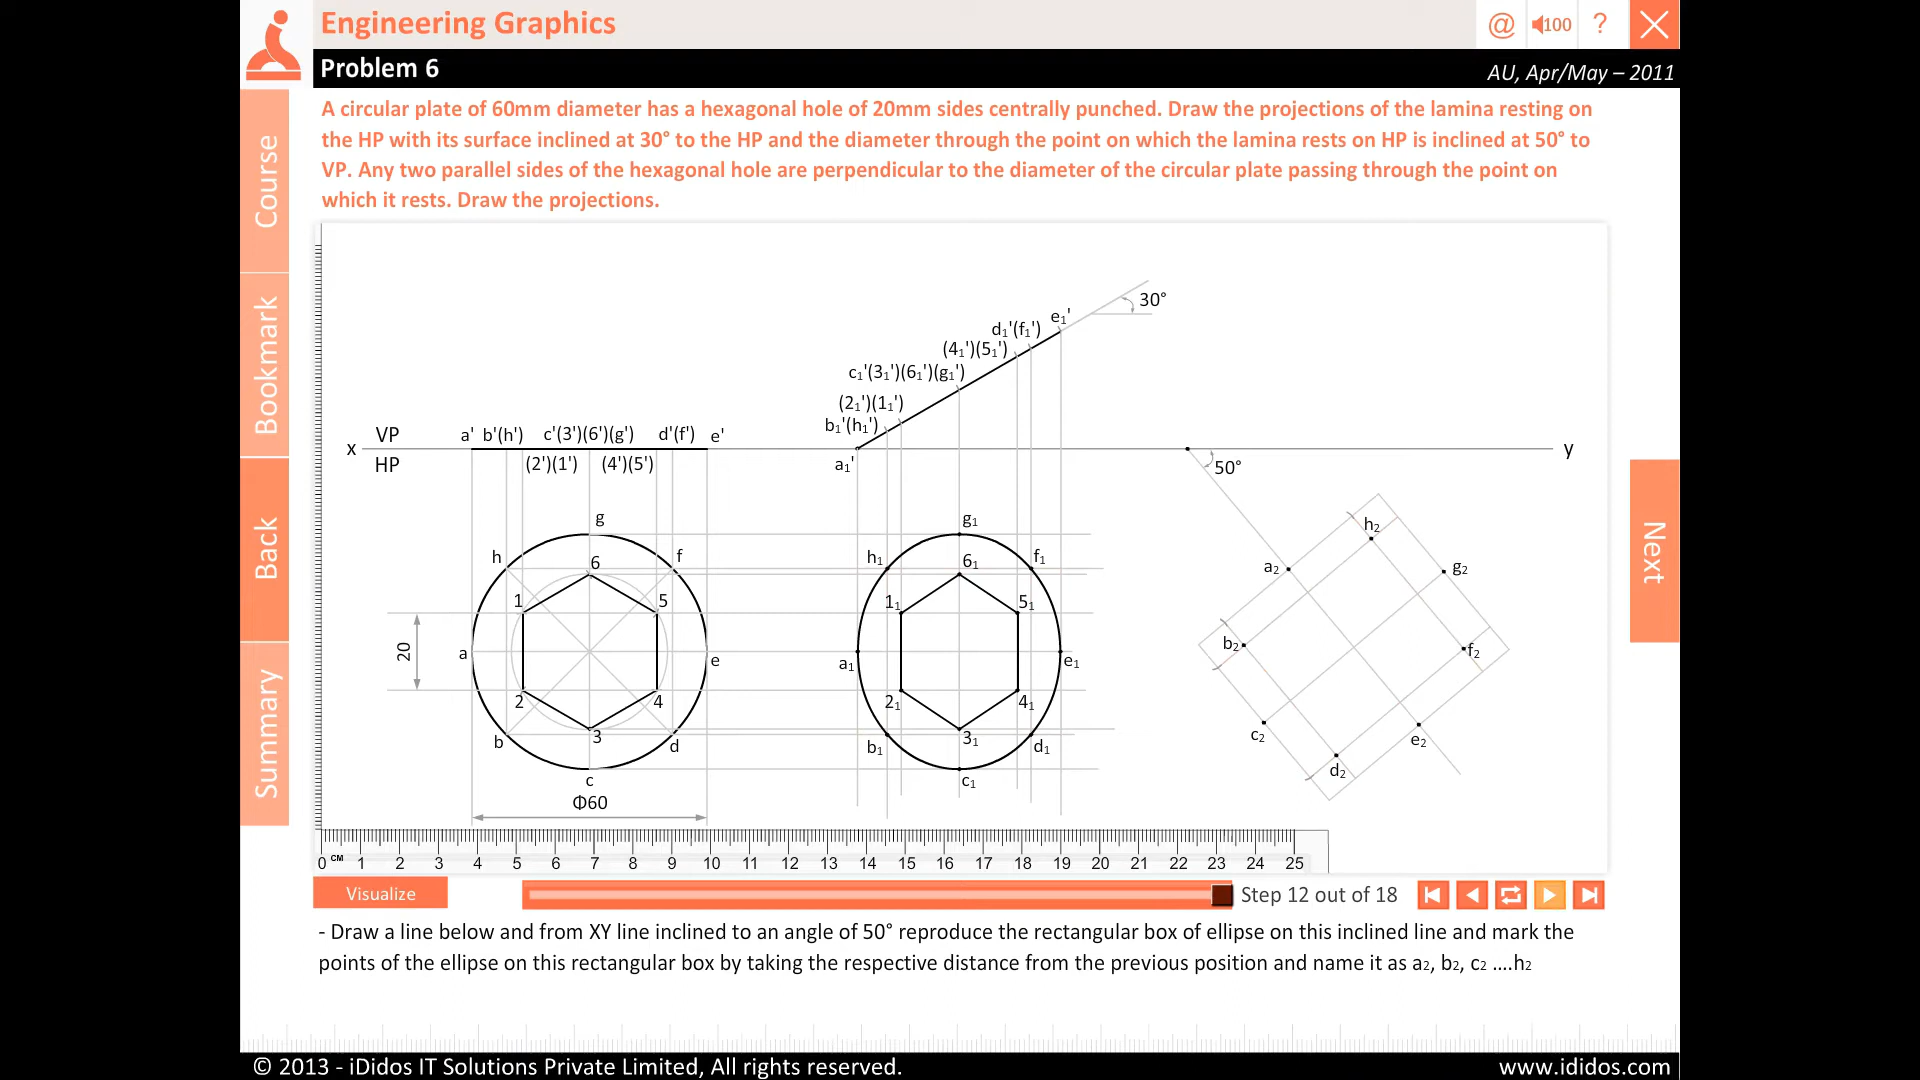 Engineering Graphics
@ 100 ?
Problem 6
AU, Apr/May – 2011
A circular plate of 60mm diameter has a hexagonal hole of 20mm sides centrally punched. Draw the projections of the lamina resting on
the HP with its surface inclined at 30° to the HP and the diameter through the point on which the lamina rests on HP is inclined at 50° to
VP. Any two parallel sides of the hexagonal hole are perpendicular to the diameter of the circular plate passing through the point on
which it rests. Draw the projections.
Course
Bookmark
Back
Summary
Next
30°
e₁'
d₁'(f₁')
(4₁')(5₁')
c₁'(3₁')(6₁')(g₁')
(2₁')(1₁')
b₁'(h₁')
a₁'
x VP
HP
a' b'(h') c'(3')(6')(g') d'(f') e'
(2')(1') (4')(5')
y
50°
g
h f
6
1 5
20
a e
2 4
3
b d
c
Φ60
g₁
h₁ f₁
6₁
1₁ 5₁
a₁ e₁
2₁ 4₁
3₁
b₁ d₁
c₁
h₂
a₂ g₂
b₂ f₂
c₂ e₂
d₂
0 CM 1 2 3 4 5 6 7 8 9 10 11 12 13 14 15 16 17 18 19 20 21 22 23 24 25
Visualize
Step 12 out of 18
- Draw a line below and from XY line inclined to an angle of 50° reproduce the rectangular box of ellipse on this inclined line and mark the
points of the ellipse on this rectangular box by taking the respective distance from the previous position and name it as a₂, b₂, c₂ ....h₂
© 2013 - iDidos IT Solutions Private Limited, All rights reserved.
www.ididos.com